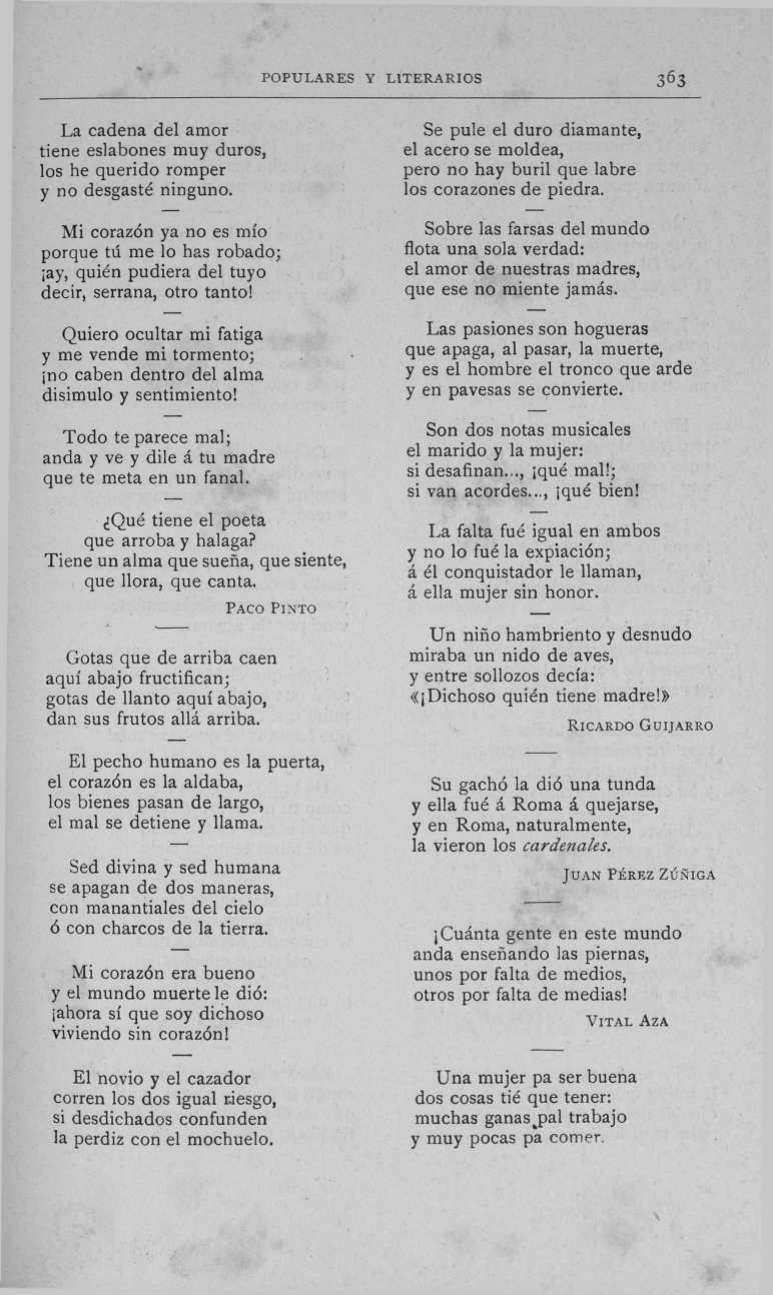 POPULARES Y LITERARIOS 363
La cadena del amor
tiene eslabones muy duros,
los he querido romper
y no desgasté ninguno.
Mi corazón ya no es mío
porque tú me lo has robado;
¡ay, quién pudiera del tuyo
decir, serrana, otro tanto!
Quiero ocultar mi fatiga
y me vende mi tormento;
¡no caben dentro del alma
disimulo y sentimiento!
Todo te parece mal;
anda y ve y dile á tu madre
que te meta en un fanal.
¿Qué tiene el poeta
que arroba y halaga?
Tiene un alma que sueña, que siente,
que llora, que canta.
PACO PINTO
Gotas que de arriba caen
aquí abajo fructifican;
gotas de llanto aquí abajo,
dan sus frutos allá arriba.
El pecho humano es la puerta,
el corazón es la aldaba,
los bienes pasan de largo,
el mal se detiene y llama.
Sed divina y sed humana
se apagan de dos maneras,
con manantiales del cielo
ó con charcos de la tierra.
Mi corazón era bueno
y el mundo muerte le dió:
¡ahora sí que soy dichoso
viviendo sin corazón!
El novio y el cazador
corren los dos igual riesgo,
si desdichados confunden
la perdiz con el mochuelo.
Se pule el duro diamante,
el acero se moldea,
pero no hay buril que labre
los corazones de piedra.
Sobre las farsas del mundo
flota una sola verdad:
el amor de nuestras madres,
que ese no miente jamás.
Las pasiones son hogueras
que apaga, al pasar, la muerte,
y es el hombre el tronco que arde
y en pavesas se convierte.
Son dos notas musicales
el marido y la mujer:
si desafinan..., ¡qué mal!;
si van acordes..., ¡qué bien!
La falta fué igual en ambos
y no lo fué la expiación;
á él conquistador le llaman,
á ella mujer sin honor.
Un niño hambriento y desnudo
miraba un nido de aves,
y entre sollozos decía:
«¡Dichoso quién tiene madre!»
RICARDO GUIJARRO
Su gachó la dió una tunda
y ella fué á Roma á quejarse,
y en Roma, naturalmente,
la vieron los cardenales.
JUAN PÉREZ ZÚÑIGA
¡Cuánta gente en este mundo
anda enseñando las piernas,
unos por falta de medios,
otros por falta de medias!
VITAL AZA
Una mujer pa ser buena
dos cosas tié que tener:
muchas ganas pal trabajo
y muy pocas pa comer.